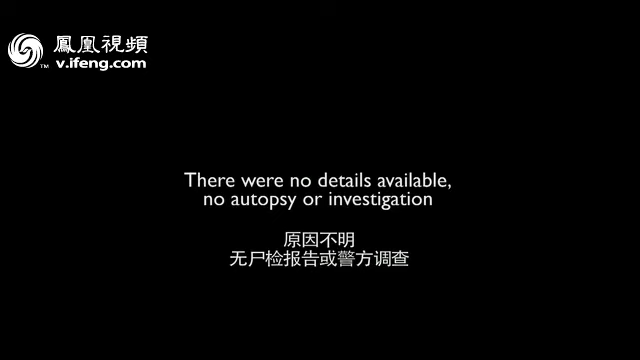 鳳凰視頻
v.ifeng.com
TM
There were no details available,
no autopsy or investigation
原因不明
无尸检报告或警方调查